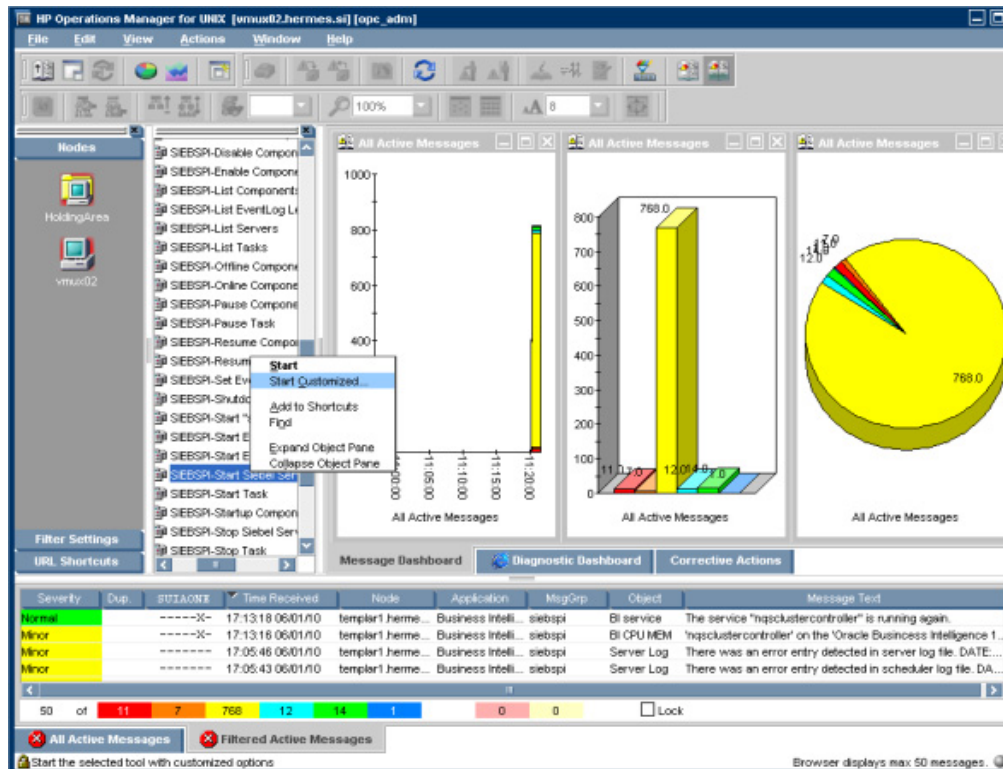 HP Operations Manager for UNIX [vmux02.hermes.si] [opc_adm]
File Edit View Actions Window Help
100%
8
Nodes
HoldingArea
vmux02
Filter Settings
URL Shortcuts
SIEBSPI-Disable Compon
SIEBSPI-Enable Compone
SIEBSPI-List Component
SIEBSPI-List EventLog Le
SIEBSPI-List Servers
SIEBSPI-List Tasks
SIEBSPI-Offline Compone
SIEBSPI-Online Compone
SIEBSPI-Pause Compone
SIEBSPI-Pause Task
SIEBSPI-Resume Compo
SIEBSPI-Resum
SIEBSPI-Set Ev
SIEBSPI-Shutdo
SIEBSPI-Start "s
SIEBSPI-Start E
SIEBSPI-Start E
SIEBSPI-Start Siebel Ser
SIEBSPI-Start Task
SIEBSPI-Startup Compon
SIEBSPI-Stop Siebel Serv
SIEBSPI-Stop Task
Start
Start Customized...
Add to Shortcuts
Find
Expand Object Pane
Collapse Object Pane
All Active Messages
1000
800
600
400
11:05:00
11:10:00
11:15:00
11:20:00
All Active Messages
All Active Messages
800
700
600
500
400
300
200
100
0
768.0
11.0
7.0
12.0
14.0
All Active Messages
All Active Messages
12.0
7.0
768.0
All Active Messages
Message Dashboard Diagnostic Dashboard Corrective Actions
Severity Dup. SUIAONE Time Received Node Application MsgGrp Object Message Text
Normal -----X- 17:13:18 06/01/10 templar1.herme... Business Intelli... siebspi BI service The service "nqsclustercontroller" is running again.
Minor -----X- 17:13:16 06/01/10 templar1.herme... Business Intelli... siebspi BI CPU MEM 'nqsclustercontroller' on the 'Oracle Busincess Intelligence 1...
Minor ------- 17:05:46 06/01/10 templar1.herme... Business Intelli... siebspi Server Log There was an error entry detected in server log file. DATE:...
Minor ------- 17:05:43 06/01/10 templar1.herme... Business Intelli... siebspi Server Log There was an error entry detected in scheduler log file. DA...
50 of 11 7 768 12 14 1 0 0 Lock
All Active Messages Filtered Active Messages
Start the selected tool with customized options Browser displays max 50 messages.